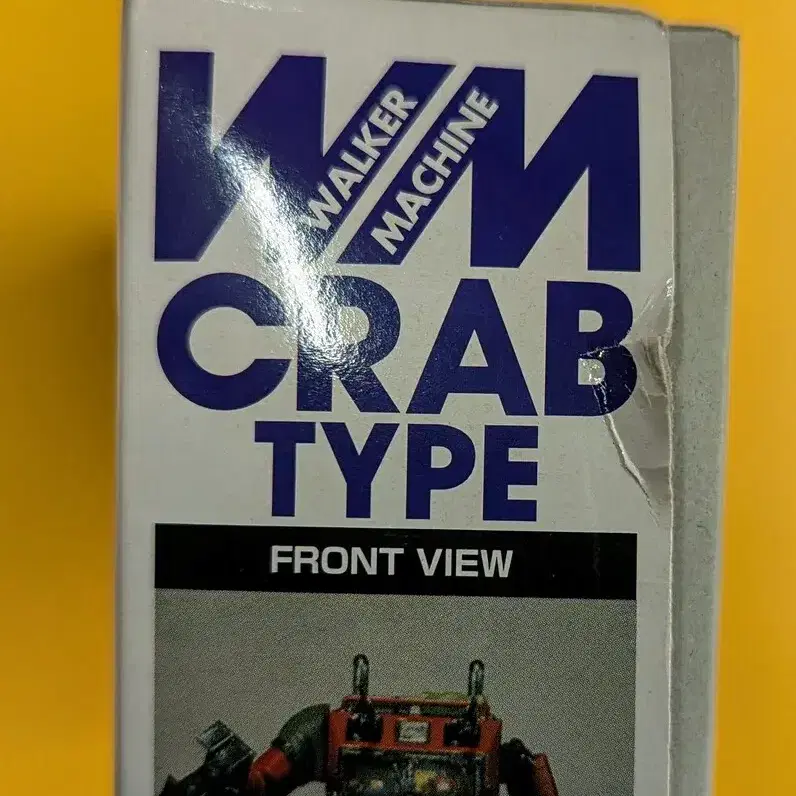 WM
WALKER
MACHINE
CRAB
TYPE
FRONT VIEW